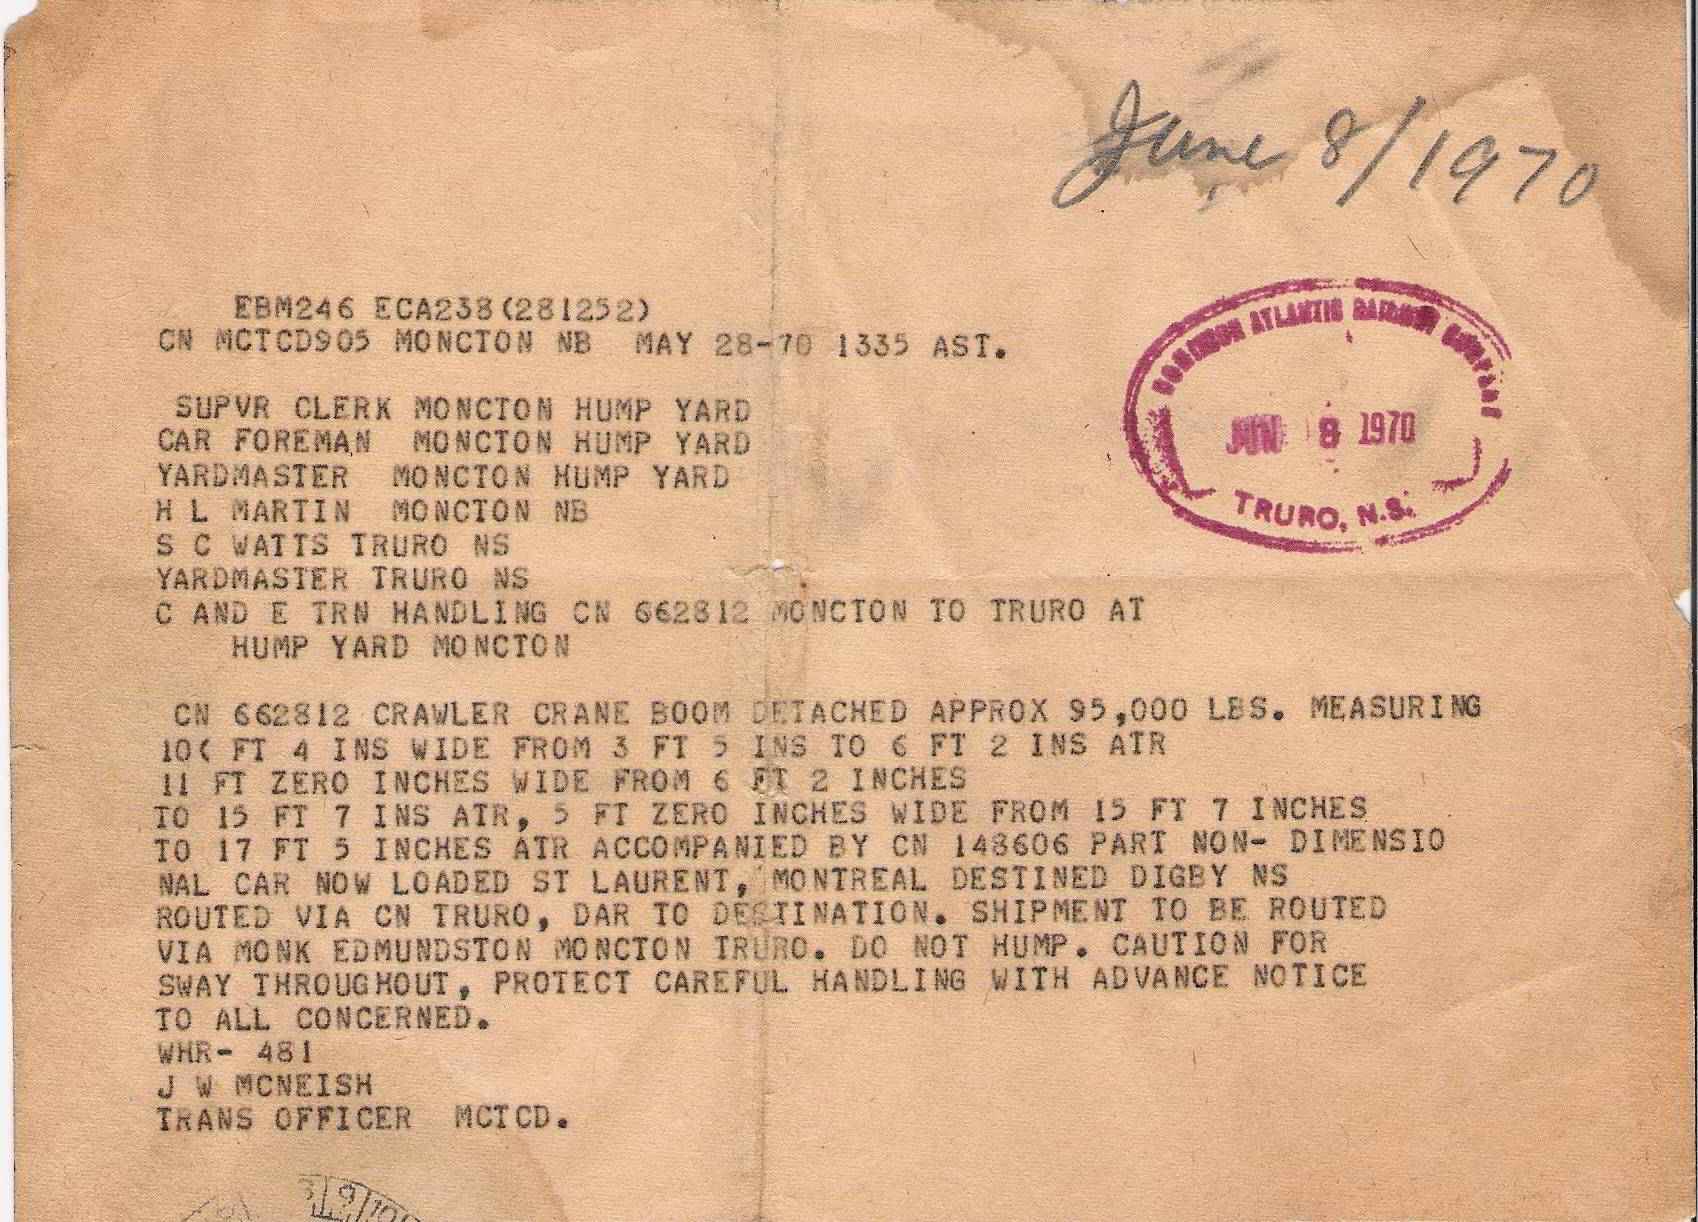 June 8/1970
EBM246 ECA238(281252)
CN MCTCD905 MONCTON NB MAY 28-70 1335 AST.
DOMINION ATLANTIC RAILWAY COMPANY
JUN 8 1970
TRURO, N.S.
SUPVR CLERK MONCTON HUMP YARD
CAR FOREMAN MONCTON HUMP YARD
YARDMASTER MONCTON HUMP YARD
H L MARTIN MONCTON NB
S C WATTS TRURO NS
YARDMASTER TRURO NS
C AND E TRN HANDLING CN 662812 MONCTON TO TRURO AT
HUMP YARD MONCTON
CN 662812 CRAWLER CRANE BOOM DETACHED APPROX 95,000 LBS. MEASURING
10( FT 4 INS WIDE FROM 3 FT 5 INS TO 6 FT 2 INS ATR
11 FT ZERO INCHES WIDE FROM 6 FT 2 INCHES
TO 15 FT 7 INS ATR, 5 FT ZERO INCHES WIDE FROM 15 FT 7 INCHES
TO 17 FT 5 INCHES ATR ACCOMPANIED BY CN 148606 PART NON- DIMENSIO
NAL CAR NOW LOADED ST LAURENT, MONTREAL DESTINED DIGBY NS
ROUTED VIA CN TRURO, DAR TO DESTINATION. SHIPMENT TO BE ROUTED
VIA MONK EDMUNDSTON MONCTON TRURO. DO NOT HUMP. CAUTION FOR
SWAY THROUGHOUT, PROTECT CAREFUL HANDLING WITH ADVANCE NOTICE
TO ALL CONCERNED.
WHR- 481
J W MCNEISH
TRANS OFFICER MCTCD.
9 10